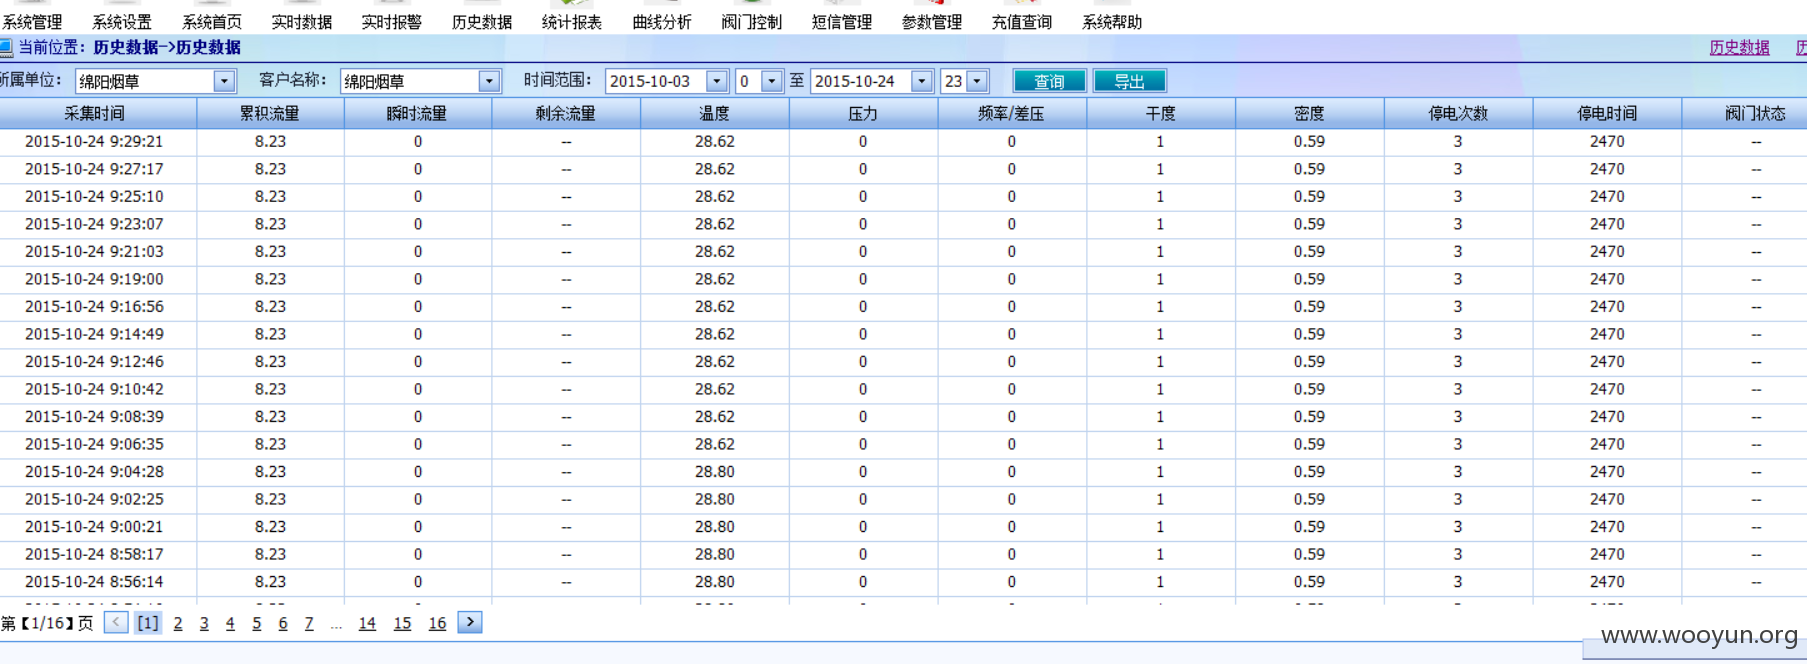 系统管理 系统设置 系统首页 实时数据 实时报警 历史数据 统计报表 曲线分析 阀门控制 短信管理 参数管理 充值查询 系统帮助
当前位置：历史数据->历史数据 历史数据 历
所属单位： 绵阳烟草 客户名称： 绵阳烟草 时间范围： 2015-10-03 0 至 2015-10-24 23 查询 导出
采集时间 累积流量 瞬时流量 剩余流量 温度 压力 频率/差压 干度 密度 停电次数 停电时间 阀门状态
2015-10-24 9:29:21 8.23 0 -- 28.62 0 0 1 0.59 3 2470 --
2015-10-24 9:27:17 8.23 0 -- 28.62 0 0 1 0.59 3 2470 --
2015-10-24 9:25:10 8.23 0 -- 28.62 0 0 1 0.59 3 2470 --
2015-10-24 9:23:07 8.23 0 -- 28.62 0 0 1 0.59 3 2470 --
2015-10-24 9:21:03 8.23 0 -- 28.62 0 0 1 0.59 3 2470 --
2015-10-24 9:19:00 8.23 0 -- 28.62 0 0 1 0.59 3 2470 --
2015-10-24 9:16:56 8.23 0 -- 28.62 0 0 1 0.59 3 2470 --
2015-10-24 9:14:49 8.23 0 -- 28.62 0 0 1 0.59 3 2470 --
2015-10-24 9:12:46 8.23 0 -- 28.62 0 0 1 0.59 3 2470 --
2015-10-24 9:10:42 8.23 0 -- 28.62 0 0 1 0.59 3 2470 --
2015-10-24 9:08:39 8.23 0 -- 28.62 0 0 1 0.59 3 2470 --
2015-10-24 9:06:35 8.23 0 -- 28.62 0 0 1 0.59 3 2470 --
2015-10-24 9:04:28 8.23 0 -- 28.80 0 0 1 0.59 3 2470 --
2015-10-24 9:02:25 8.23 0 -- 28.80 0 0 1 0.59 3 2470 --
2015-10-24 9:00:21 8.23 0 -- 28.80 0 0 1 0.59 3 2470 --
2015-10-24 8:58:17 8.23 0 -- 28.80 0 0 1 0.59 3 2470 --
2015-10-24 8:56:14 8.23 0 -- 28.80 0 0 1 0.59 3 2470 --
第【1/16】页 < [1] 2 3 4 5 6 7 ... 14 15 16 >
www.wooyun.org